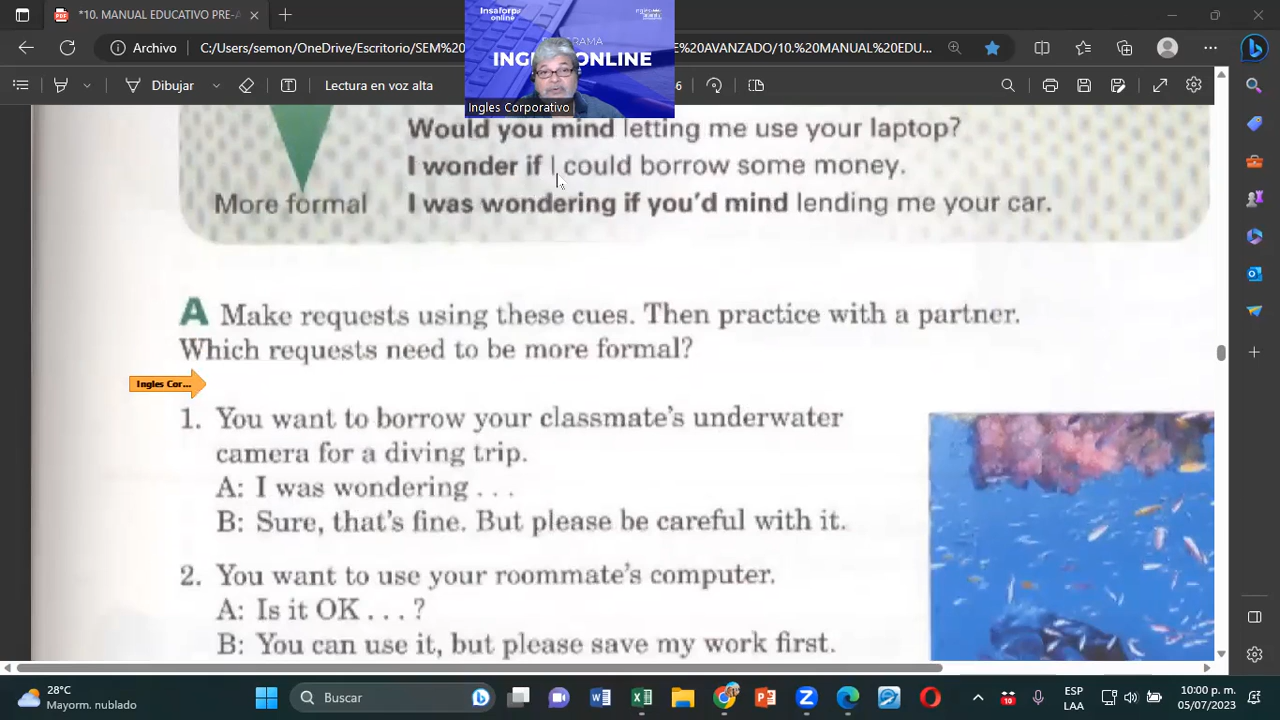 *10. MANUAL EDUCATIVO PRE-A
Archivo
C:/Users/semon/OneDrive/Escritorio/SEM%20
E%20AVANZADO/10.%20MANUAL%20EDU...
Dibujar
Lectura en voz alta
6
Insaforp
online
INGL ONLINE
Ingles Corporativo
Would you mind letting me use your laptop?
I wonder if I could borrow some money.
More formal I was wondering if you'd mind lending me your car.
A Make requests using these cues. Then practice with a partner.
Which requests need to be more formal?
Ingles Cor...
1. You want to borrow your classmate's underwater
camera for a diving trip.
A: I was wondering . . .
B: Sure, that's fine. But please be careful with it.
2. You want to use your roommate's computer.
A: Is it OK . . . ?
B: You can use it, but please save my work first.
28°C
Mayorm. nublado
Buscar
10
ESP
LAA
10:00 p. m.
05/07/2023